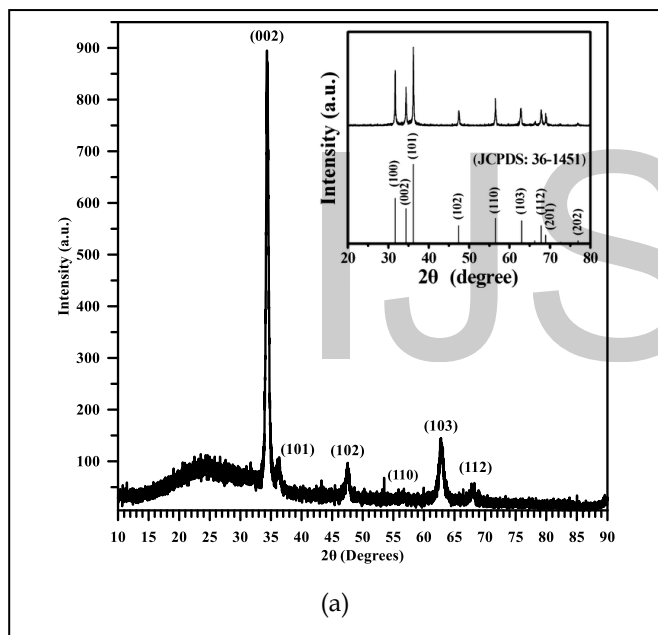 (002)
900
800
700
600
500
400
300
200
100
Intensity (a.u.)
(101)
(102)
(110)
(103)
(112)
10 15 20 25 30 35 40 45 50 55 60 65 70 75 80 85 90
2θ (Degrees)
Intensity (a.u.)
(JCPDS: 36-1451)
(100)
(002)
(101)
(102)
(110)
(103)
(112)
(201)
(202)
20 30 40 50 60 70 80
2θ (degree)
IJS
(a)